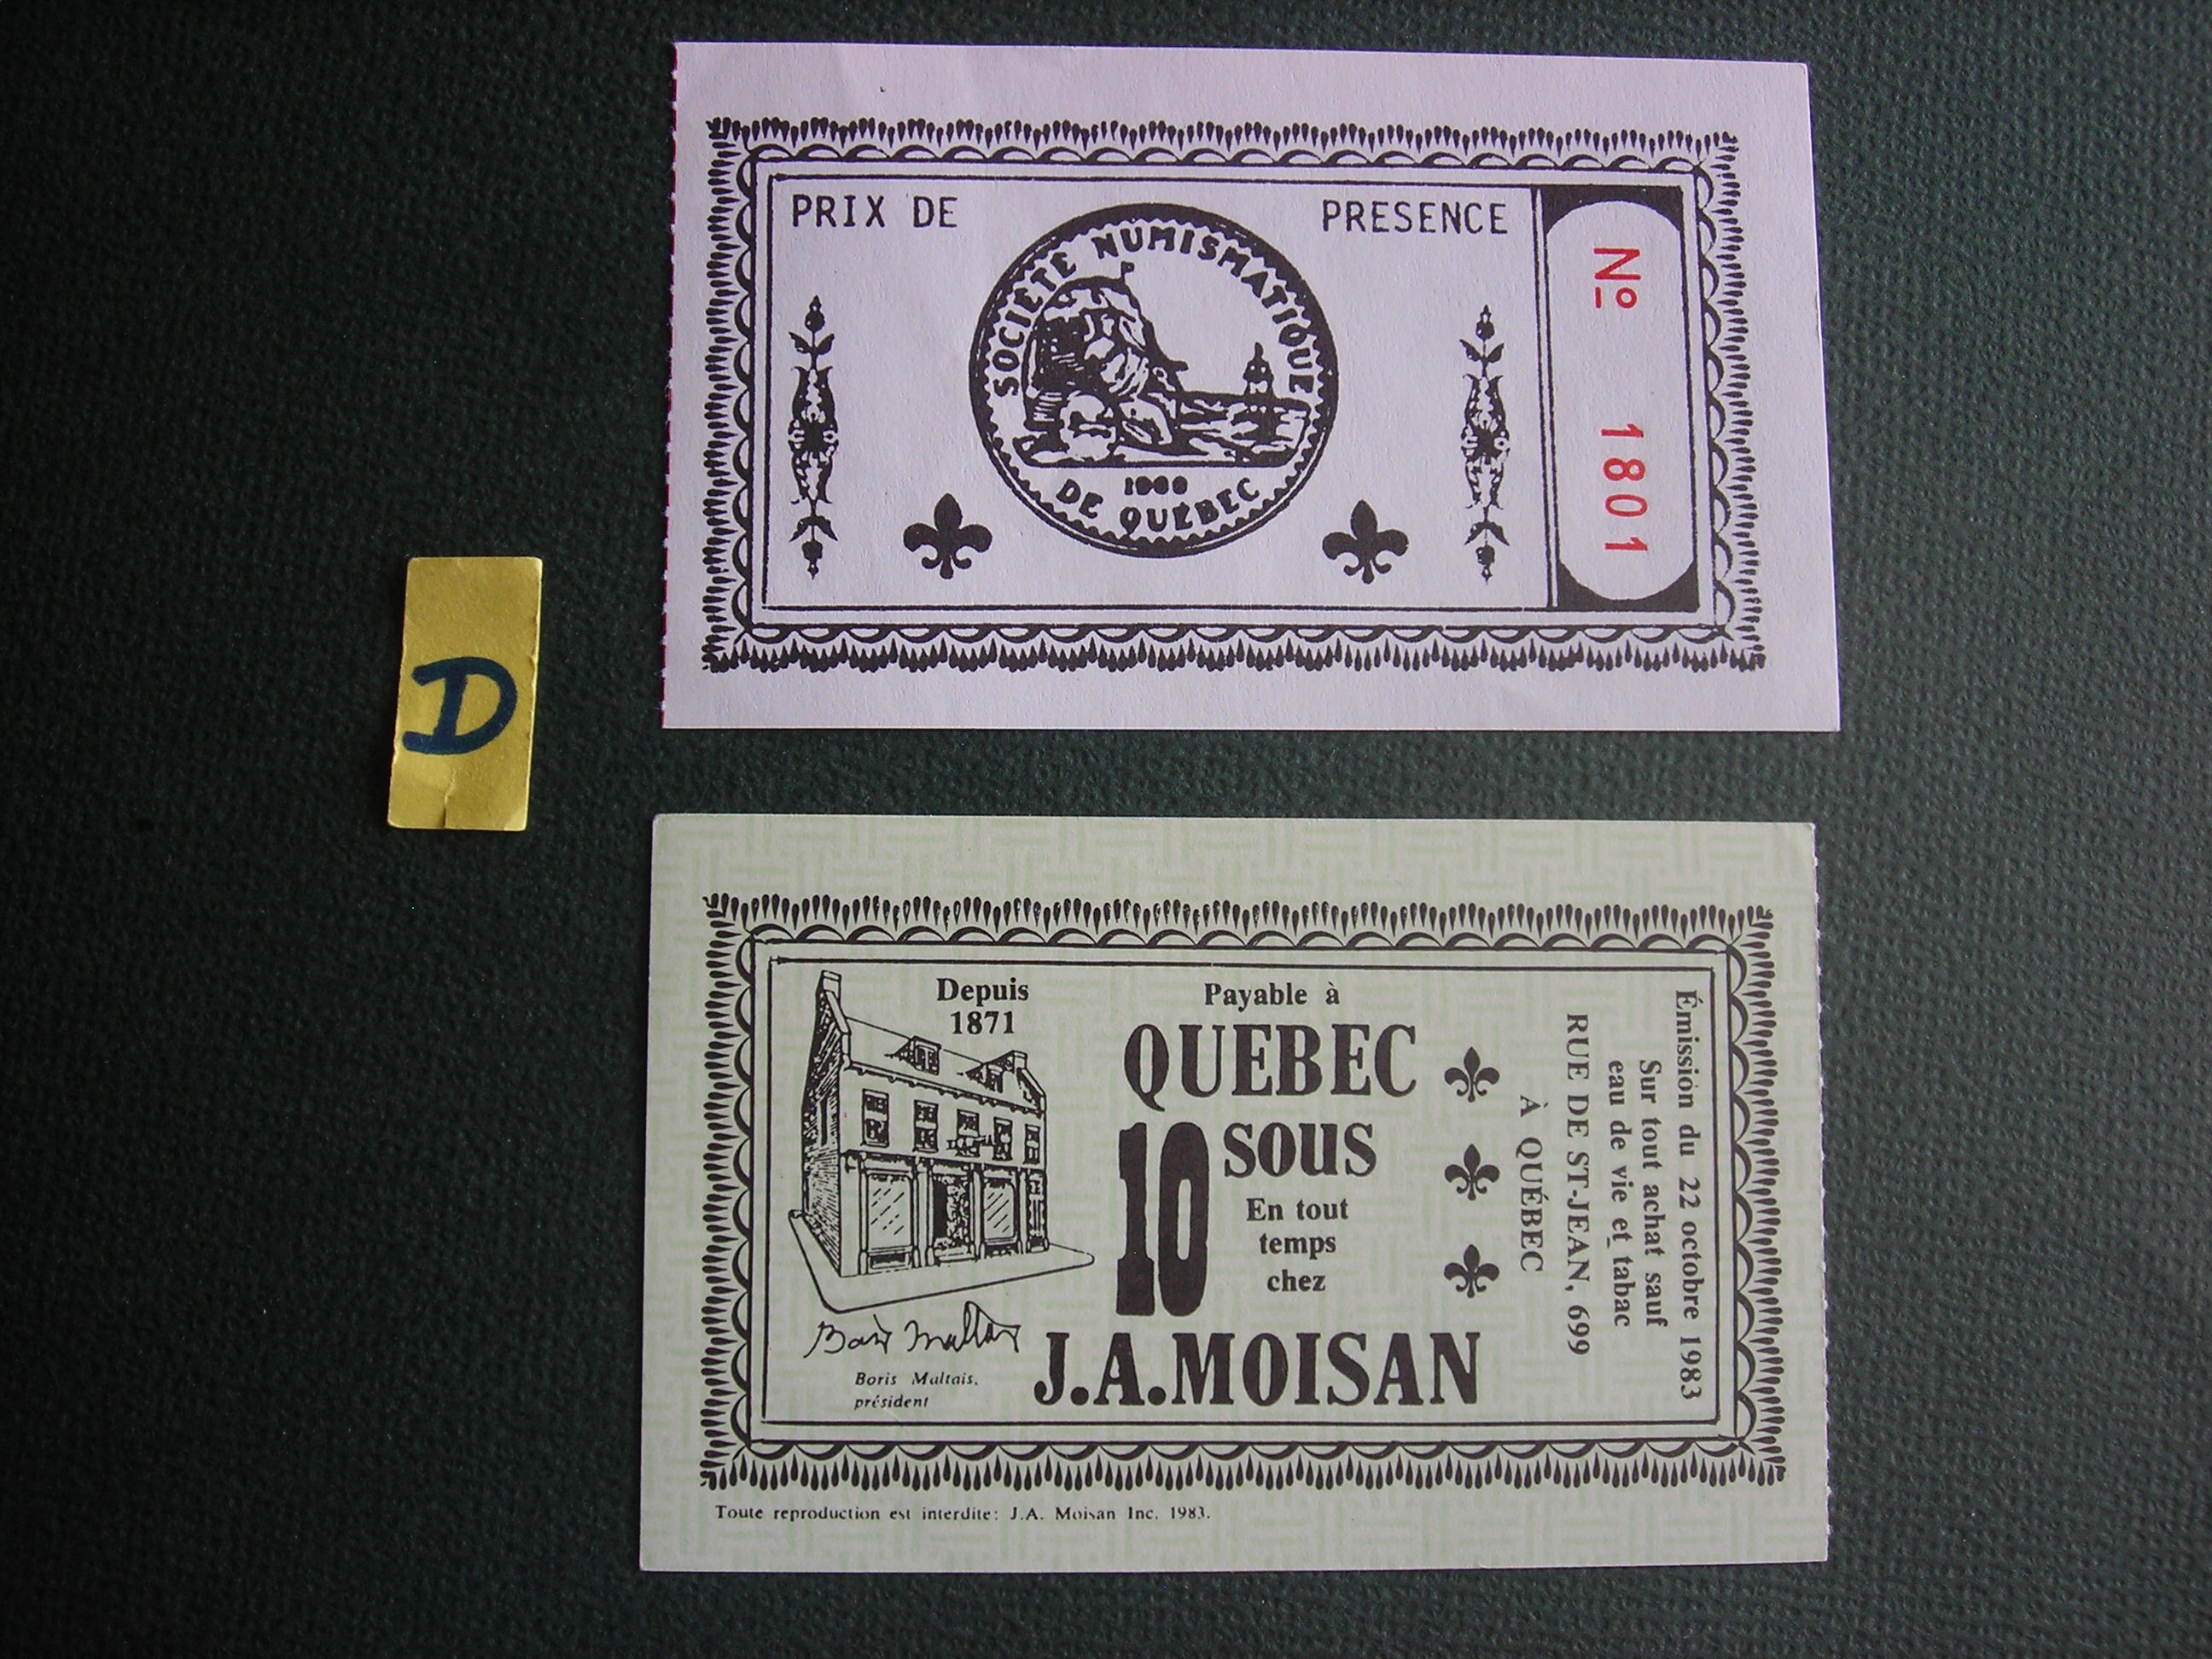 PRIX DE PRESENCE
SOCIÉTÉ NUMISMATIQUE
DE QUÉBEC
Nº 1801
D
Depuis
1871
Payable à
QUEBEC
10 SOUS
En tout
temps
chez
J.A.MOISAN
Boris Maltais,
président
Émission du 22 octobre 1983
Sur tout achat sauf
eau de vie et tabac
RUE DE ST-JEAN, 699
À QUÉBEC
Toute reproduction est interdite: J.A. Moisan Inc. 1983.